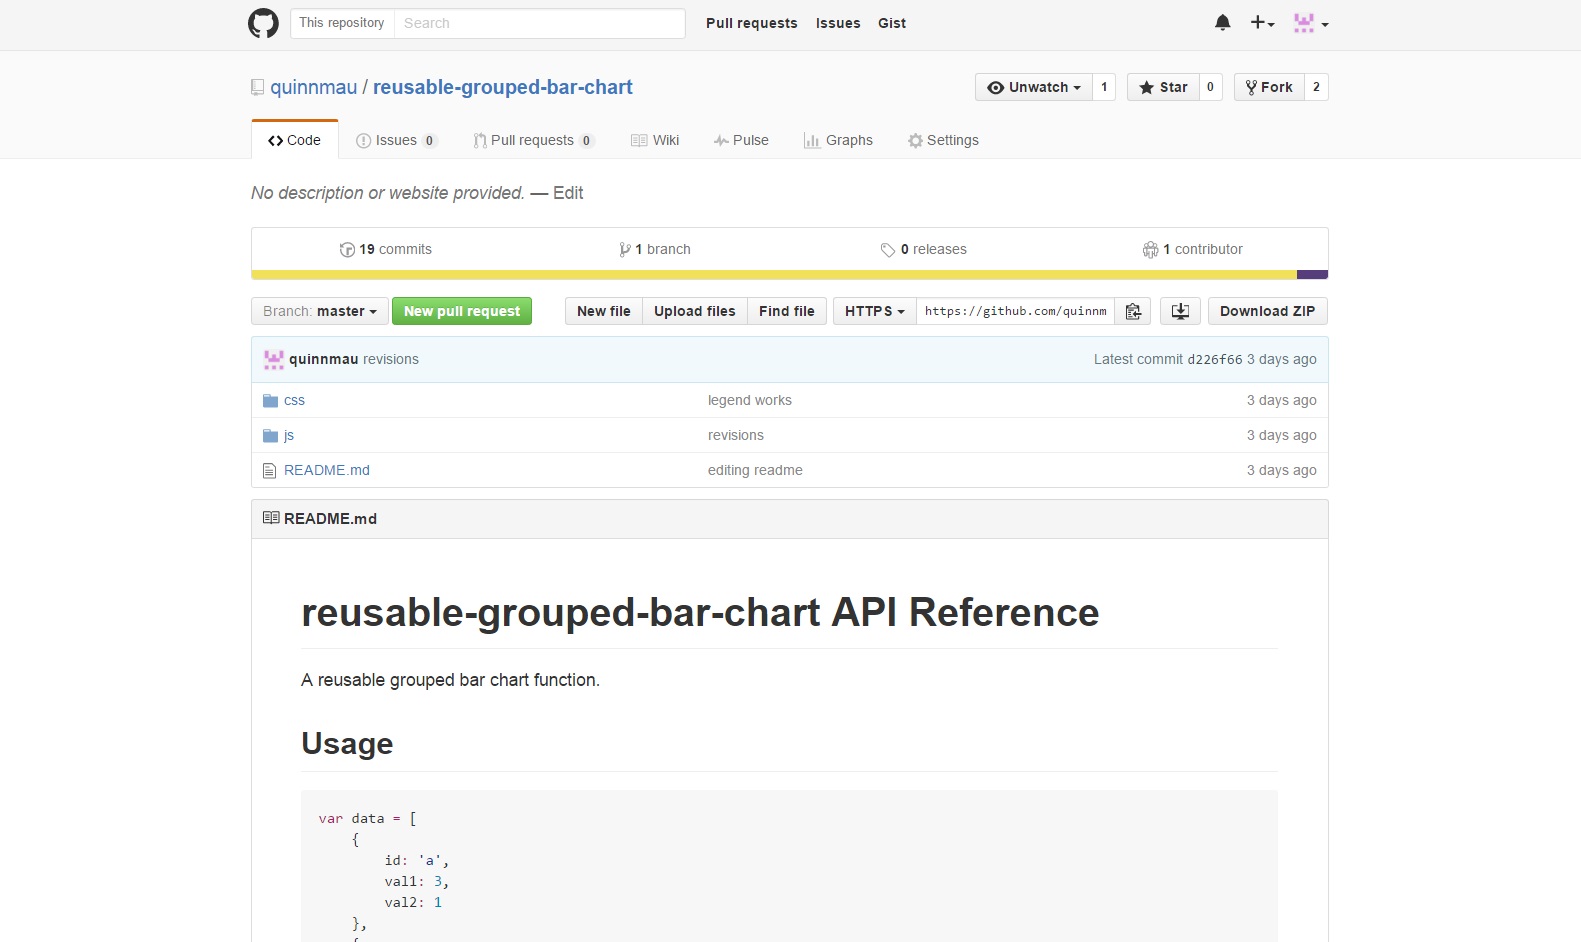 This repository Search Pull requests Issues Gist
quinnmau / reusable-grouped-bar-chart Unwatch 1 Star 0 Fork 2
Code Issues 0 Pull requests 0 Wiki Pulse Graphs Settings
No description or website provided. — Edit
19 commits 1 branch 0 releases 1 contributor
Branch: master New pull request New file Upload files Find file HTTPS https://github.com/quinnm Download ZIP
quinnmau revisions Latest commit d226f66 3 days ago
css legend works 3 days ago
js revisions 3 days ago
README.md editing readme 3 days ago
README.md
reusable-grouped-bar-chart API Reference
A reusable grouped bar chart function.
Usage
var data = [
{
id: 'a',
val1: 3,
val2: 1
},
{